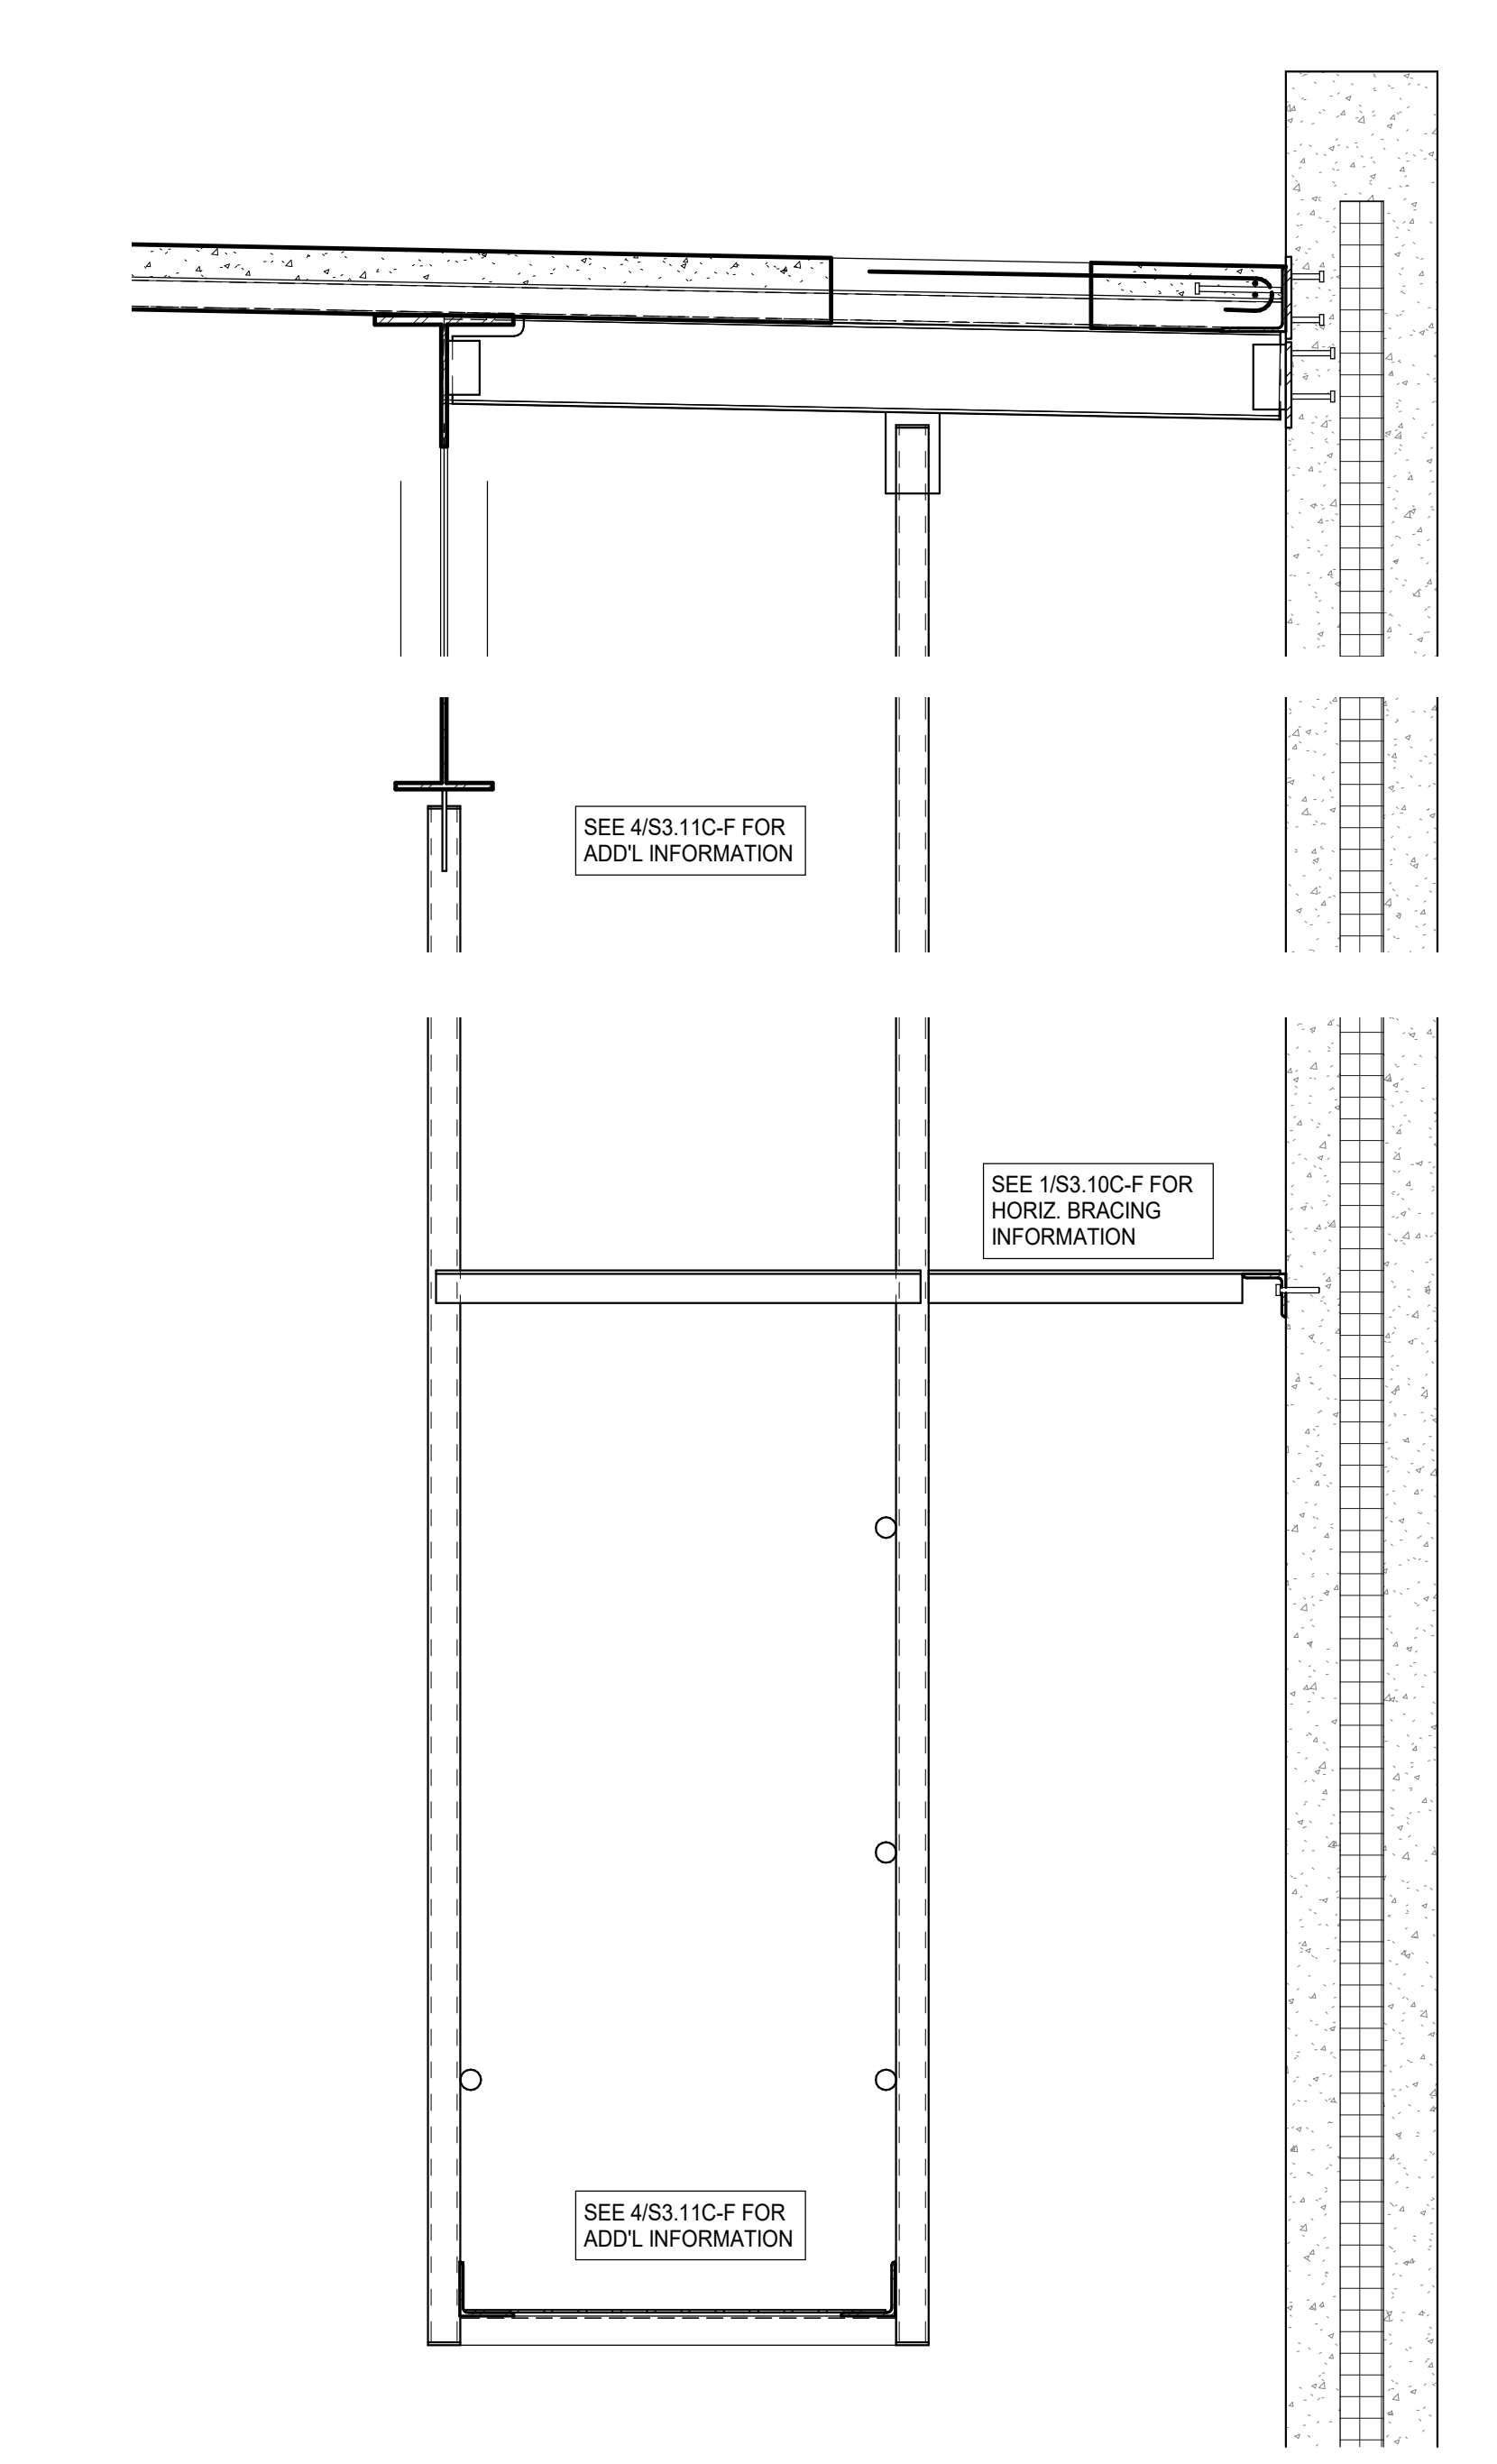 SEE 4/S3.11C-F FOR
ADD'L INFORMATION
SEE 1/S3.10C-F FOR
HORIZ. BRACING
INFORMATION
SEE 4/S3.11C-F FOR
ADD'L INFORMATION